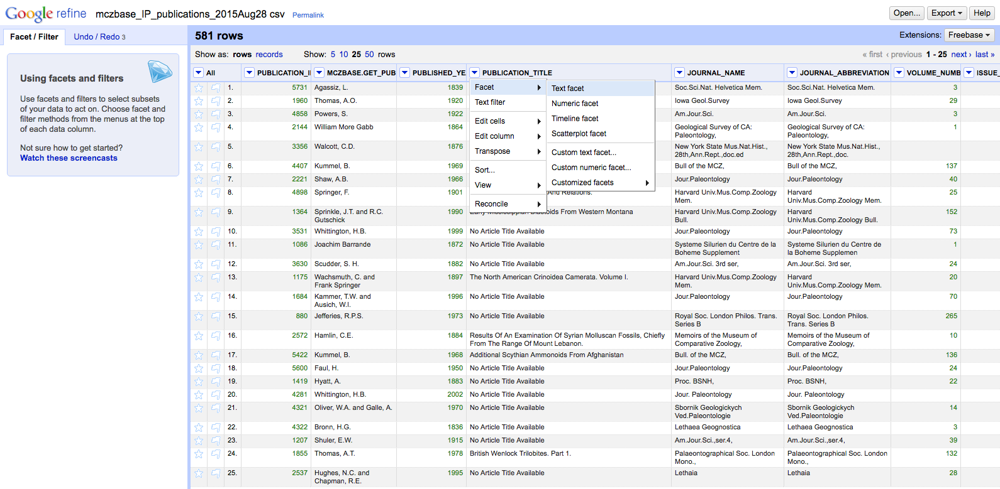 Google refine mczbase_IP_publications_2015Aug28 csv Permalink
Open... Export Help
Facet / Filter Undo / Redo 3
581 rows
Extensions: Freebase
Show as: rows records Show: 5 10 25 50 rows
« first ‹ previous 1 - 25 next › last »
Using facets and filters
Use facets and filters to select subsets
of your data to act on. Choose facet and
filter methods from the menus at the top
of each data column.
Not sure how to get started?
Watch these screencasts
All PUBLICATION_I MCZBASE.GET_PUB PUBLISHED_YE PUBLICATION_TITLE JOURNAL_NAME JOURNAL_ABBREVIATION VOLUME_NUMB ISSUE_
Facet
Text filter
Edit cells
Edit column
Transpose
Sort...
View
Reconcile
Text facet
Numeric facet
Timeline facet
Scatterplot facet
Custom text facet...
Custom numeric facet...
Customized facets
1. 5731 Agassiz, L. 1839 Soc.Sci.Nat. Helvetica Mem. Soc.Sci.Nat. Helvetica Mem. 3
2. 1960 Thomas, A.O. 1920 Iowa Geol.Survey Iowa Geol.Survey 29
3. 4858 Powers, S. 1922 Am.Jour.Sci. Am.Jour.Sci. 3
4. 2144 William More Gabb 1864 Geological Survey of CA: Geological Survey of CA: 1
Paleontology, Paleontology,
5. 3356 Walcott, C.D. 1876 New York State Mus.Nat.Hist., New York State Mus.Nat.Hist.,
28th,Ann.Rept.,doc.ed 28th,Ann.Rept.,doc.
6. 4407 Kummel, B. 1969 Bull of the MCZ, Bull of the MCZ, 137
7. 2221 Shaw, A.B. 1966 Jour.Paleontology Jour.Paleontology 40
8. 4898 Springer, F. 1901 And Relations. Harvard Univ.Mus.Comp.Zoology Harvard 25
Mem. Univ.Mus.Comp.Zoology Mem.
9. 1364 Sprinkle, J.T. and R.C. 1990 Early Mississippian Blastoids From Western Montana Harvard Univ.Mus.Comp.Zoology Harvard 152
Gutschick Bull. Univ.Mus.Comp.Zoology Bull.
10. 3531 Whittington, H.B. 1999 No Article Title Available Jour.Paleontology Jour.Paleontology 73
11. 1086 Joachim Barrande 1872 No Article Title Available Systeme Silurien du Centre de la Systeme Silurien du Centre de 1
Boheme Supplement la Boheme Supplemen
12. 3630 Scudder, S. H. 1882 No Article Title Available Am.Jour.Sci. 3rd ser, Am.Jour.Sci. 3rd ser, 24
13. 1175 Wachsmuth, C. and 1897 The North American Crinoidea Camerata. Volume I. Harvard Univ.Mus.Comp.Zoology Harvard 20
Frank Springer Mem. Univ.Mus.Comp.Zoology Mem.
14. 1684 Kammer, T.W. and 1996 No Article Title Available Jour.Paleontology Jour.Paleontology 70
Ausich, W.I.
15. 880 Jefferies, R.P.S. 1973 No Article Title Available Royal Soc. London Philos. Trans. Royal Soc. London Philos. 265
Series B Trans. Series B
16. 2572 Hamlin, C.E. 1884 Results Of An Examination Of Syrian Molluscan Fossils, Chiefly Memoirs of the Museum of Memoirs of the Museum of 10
From The Range Of Mount Lebanon. Comparative Zoology, Comparative Zoology,
17. 5422 Kummel, B. 1968 Additional Scythian Ammonoids From Afghanistan Bull. of the MCZ, Bull. of the MCZ, 136
18. 5600 Faul, H. 1950 No Article Title Available Jour.Paleontology Jour.Paleontology 24
19. 1419 Hyatt, A. 1883 No Article Title Available Proc. BSNH, Proc. BSNH, 22
20. 4281 Whittington, H.B. 2002 No Article Title Available Jour. Paleontology Jour. Paleontology
21. 4321 Oliver, W.A. and Galle, A. 1970 No Article Title Available Sbornik Geologickych Sbornik Geologickych 14
Ved.Paleontologie Ved.Paleontologie
22. 4322 Bronn, H.G. 1836 No Article Title Available Lethaea Geognostica Lethaea Geognostica 3
23. 1207 Shuler, E.W. 1915 No Article Title Available Am.Jour.Sci.,ser.4, Am.Jour.Sci.,ser.4, 39
24. 1855 Thomas, A.T. 1978 British Wenlock Trilobites. Part 1. Palaeontographical Soc. London Palaeontographical Soc. London 132
Mono., Mono.,
25. 2537 Hughes, N.C. and 1995 No Article Title Available Lethaia Lethaia 28
Chapman, R.E.